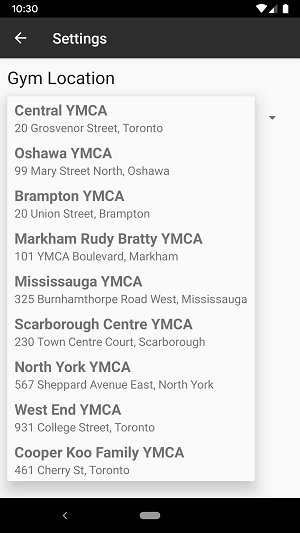 10:30
Settings
Gym Location
Central YMCA
20 Grosvenor Street, Toronto
Oshawa YMCA
99 Mary Street North, Oshawa
Brampton YMCA
20 Union Street, Brampton
Markham Rudy Bratty YMCA
101 YMCA Boulevard, Markham
Mississauga YMCA
325 Burnhamthorpe Road West, Mississauga
Scarborough Centre YMCA
230 Town Centre Court, Scarborough
North York YMCA
567 Sheppard Avenue East, North York
West End YMCA
931 College Street, Toronto
Cooper Koo Family YMCA
461 Cherry St, Toronto